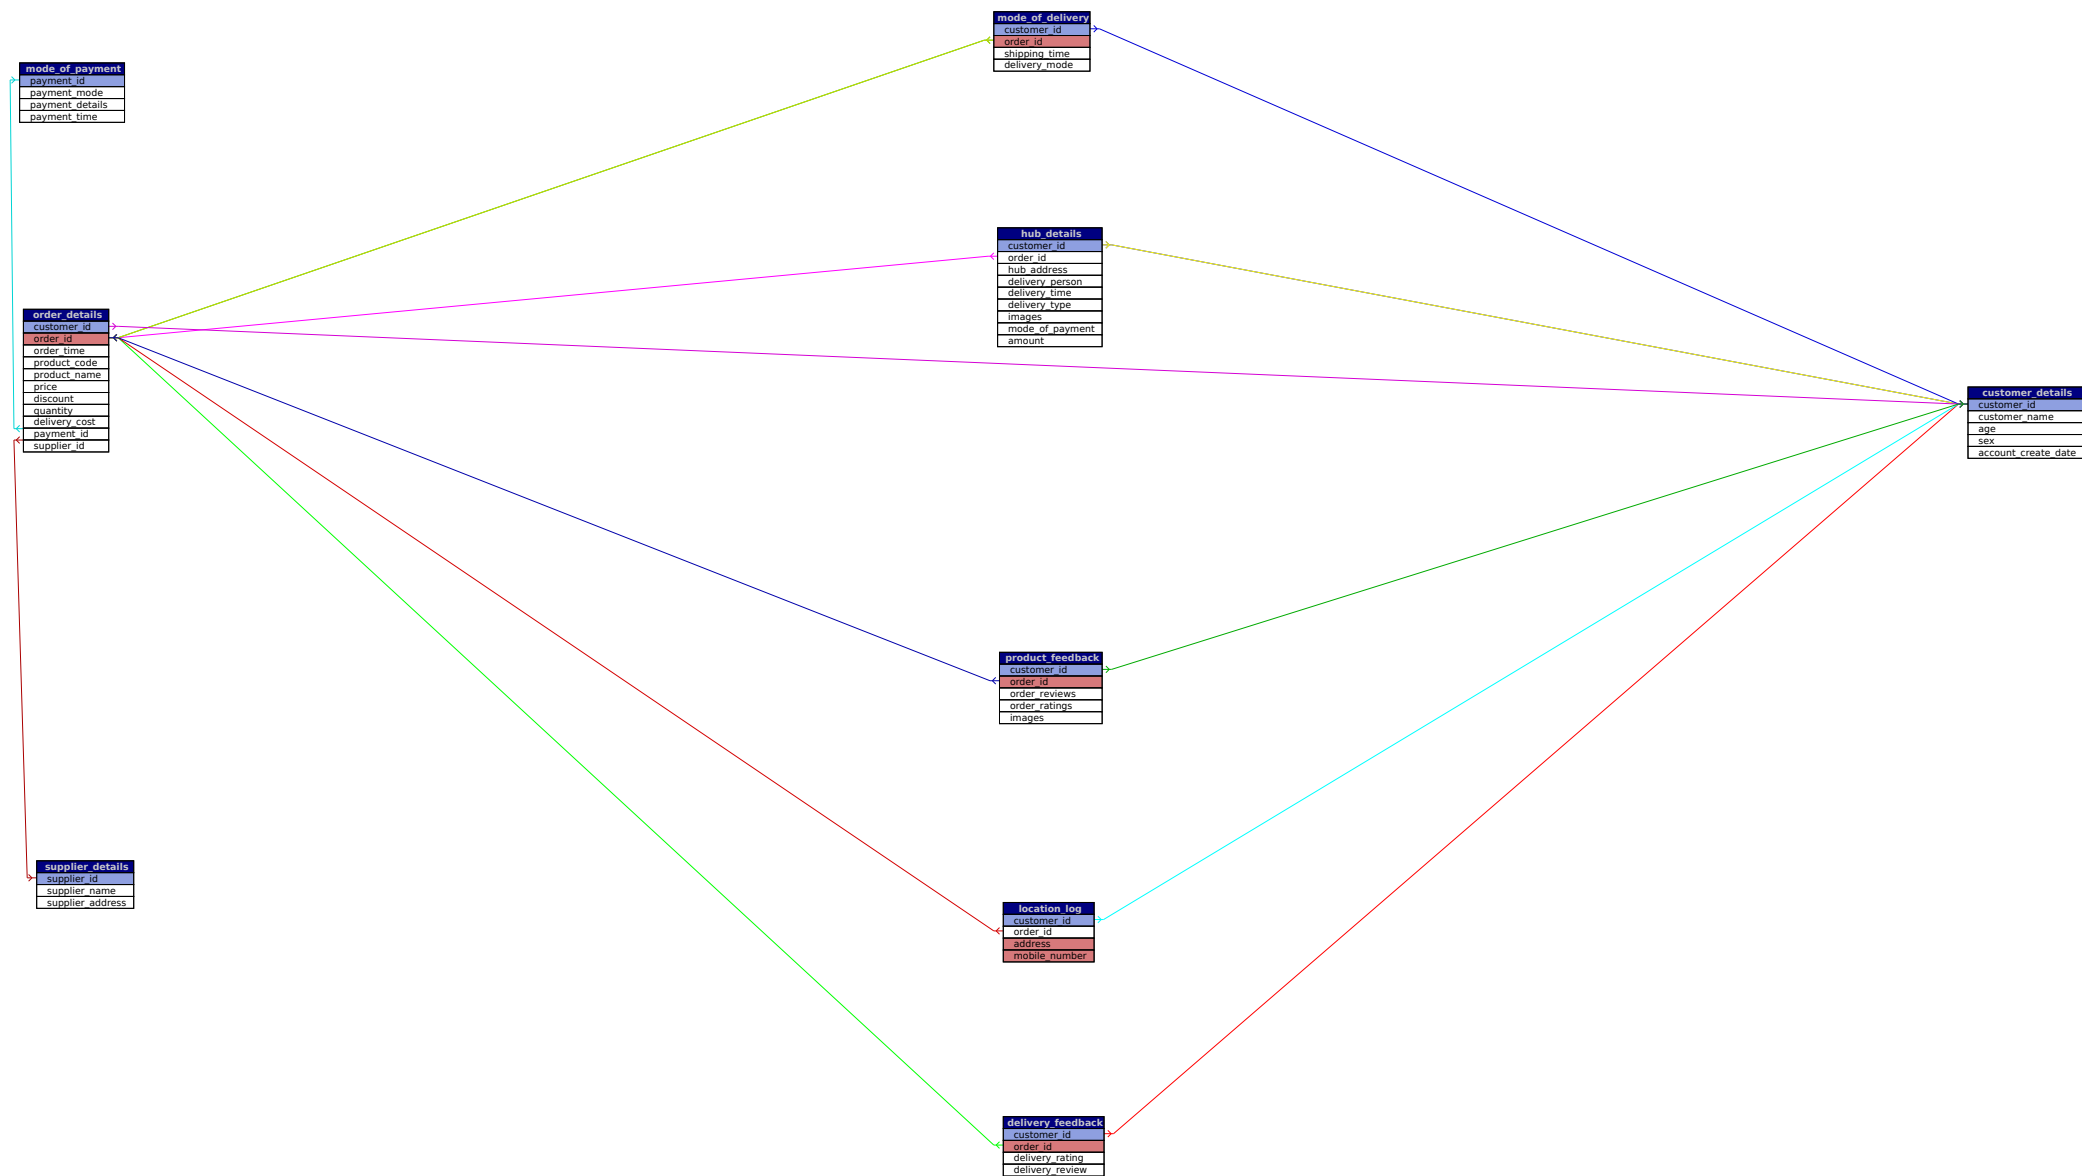 mode_of_delivery
customer_id
order_id
shipping_time
delivery_mode
mode_of_payment
payment_id
payment_mode
payment_details
payment_time
hub_details
customer_id
order_id
hub_address
delivery_person
delivery_time
delivery_type
images
mode_of_payment
amount
order_details
customer_id
order_id
order_time
product_code
product_name
price
discount
quantity
delivery_cost
payment_id
supplier_id
customer_details
customer_id
customer_name
age
sex
account_create_date
product_feedback
customer_id
order_id
order_reviews
order_ratings
images
supplier_details
supplier_id
supplier_name
supplier_address
location_log
customer_id
order_id
address
mobile_number
delivery_feedback
customer_id
order_id
delivery_rating
delivery_review